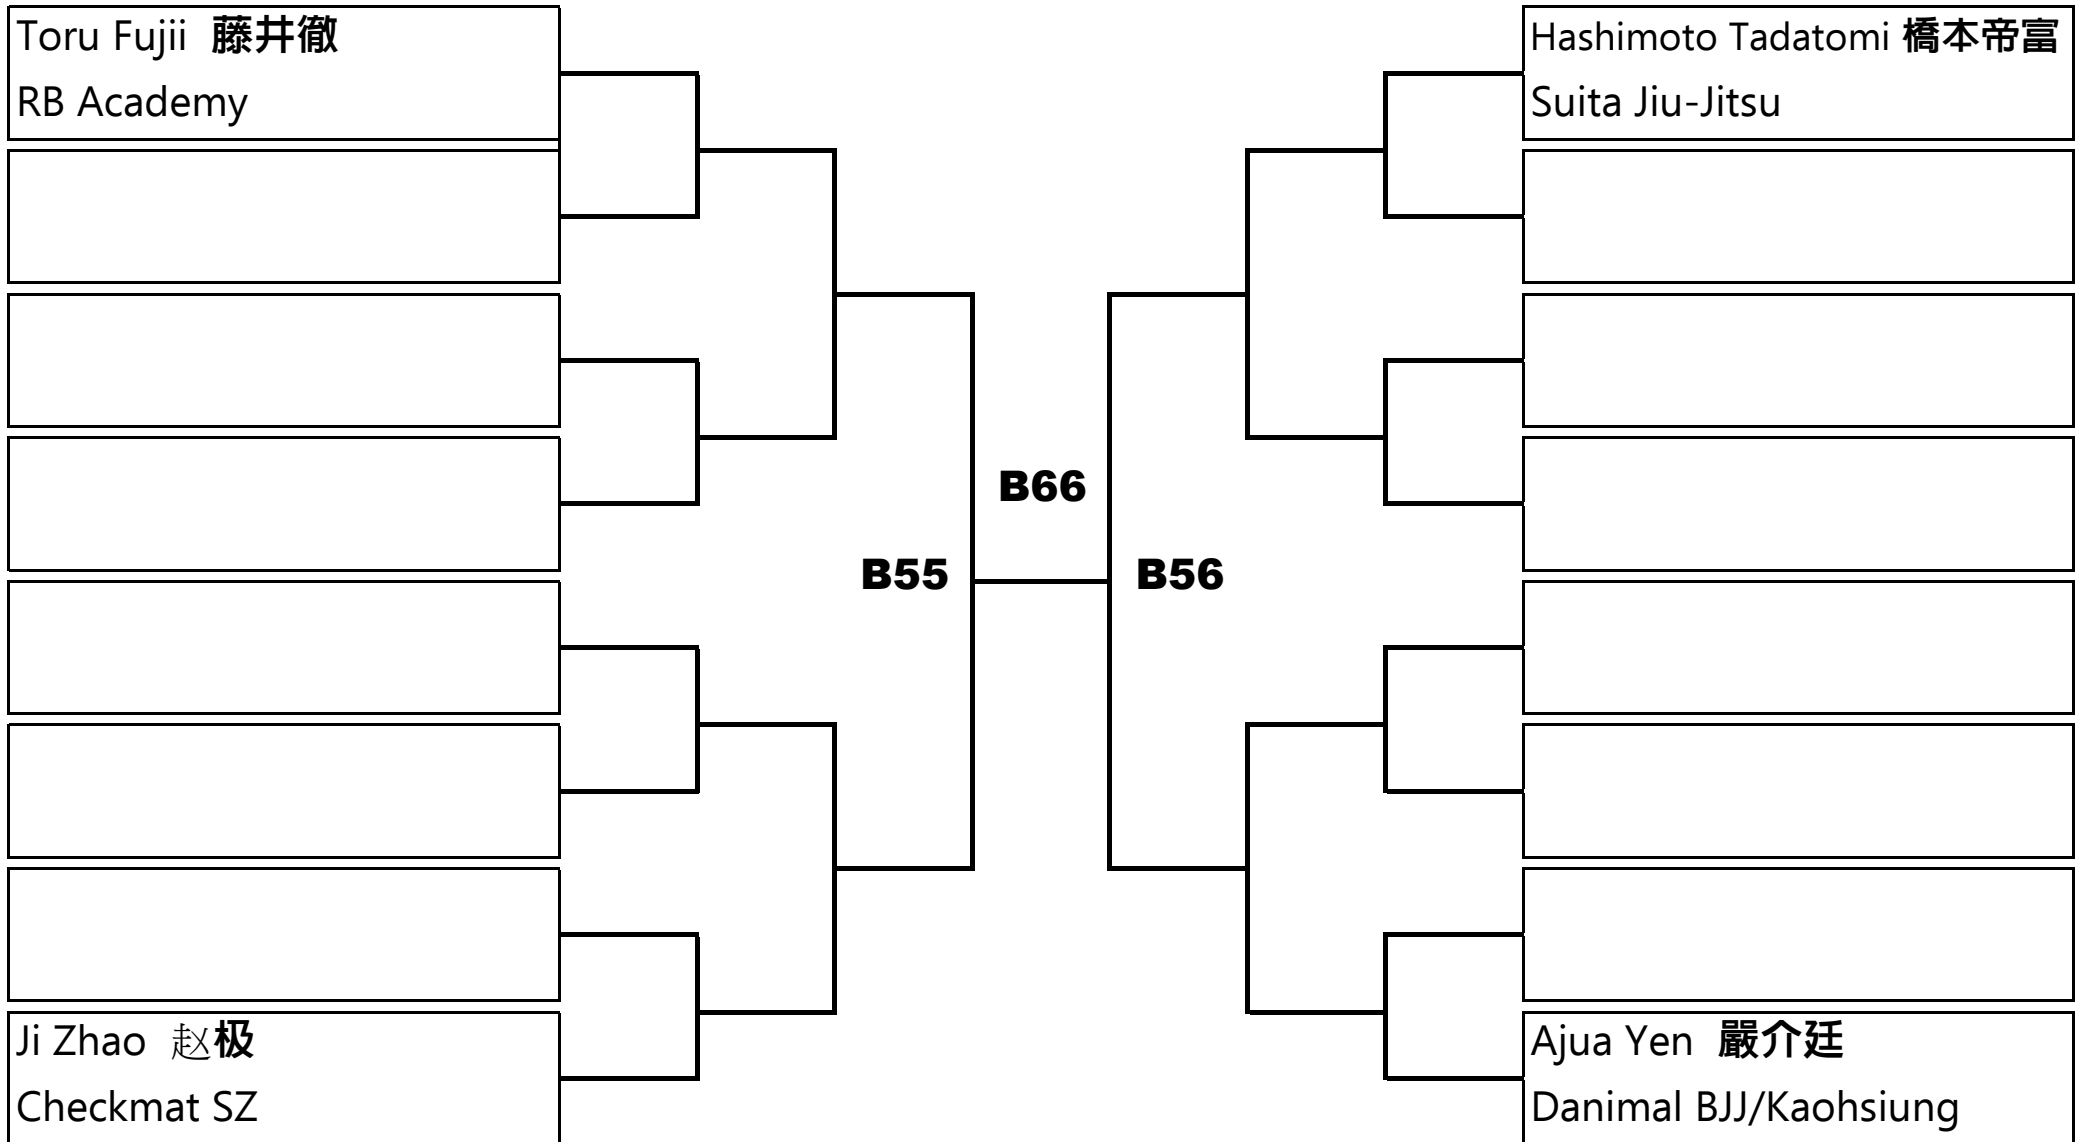 Toru Fujii 藤井徹
RB Academy
Ji Zhao 赵极
Checkmat SZ
B55
B66
B56
Hashimoto Tadatomi 橋本帝富
Suita Jiu-Jitsu
Ajua Yen 嚴介廷
Danimal BJJ/Kaohsiung